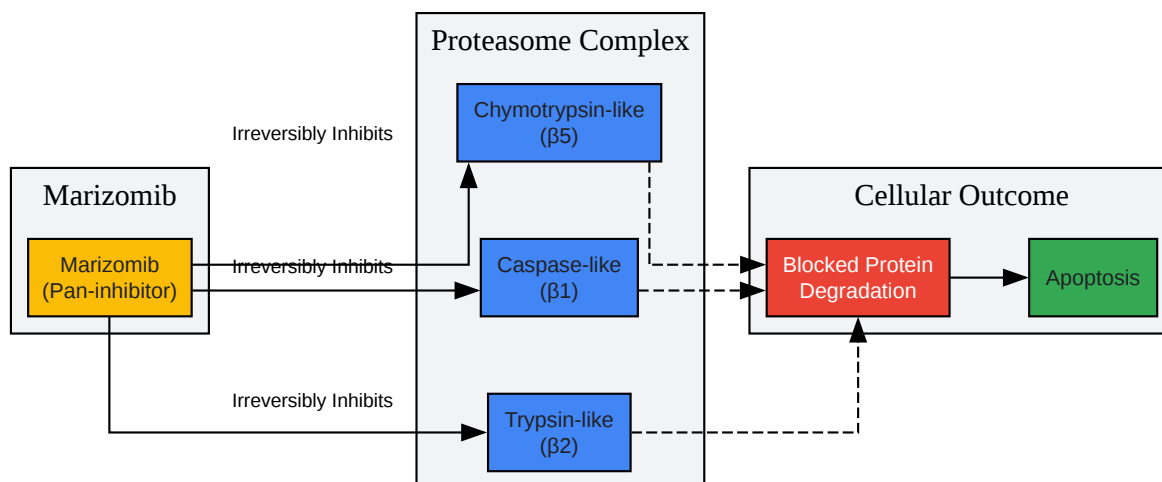 Proteasome Complex
Chymotrypsin-like
(β5)
Irreversibly Inhibits
Marizomib
Cellular Outcome
Marizomib
(Pan-inhibitor)
Irreversibly Inhibits
Caspase-like
(β1)
Blocked Protein
Degradation
Apoptosis
Irreversibly Inhibits
Trypsin-like
(β2)